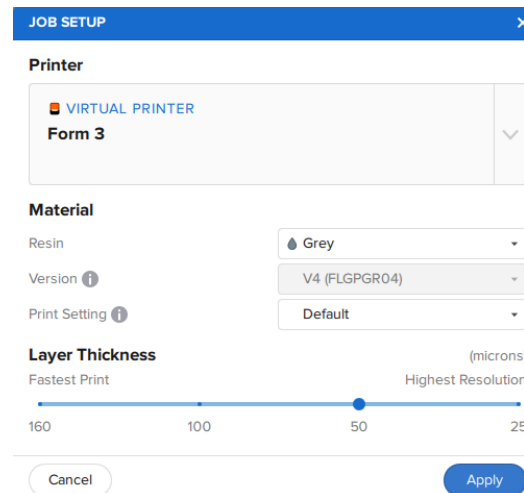 JOB SETUP
Printer
VIRTUAL PRINTER
Form 3
Material
Resin Grey
Version V4 (FLGPGR04)
Print Setting Default
Layer Thickness (microns
Fastest Print Highest Resolution
160 100 50 25
Cancel Apply